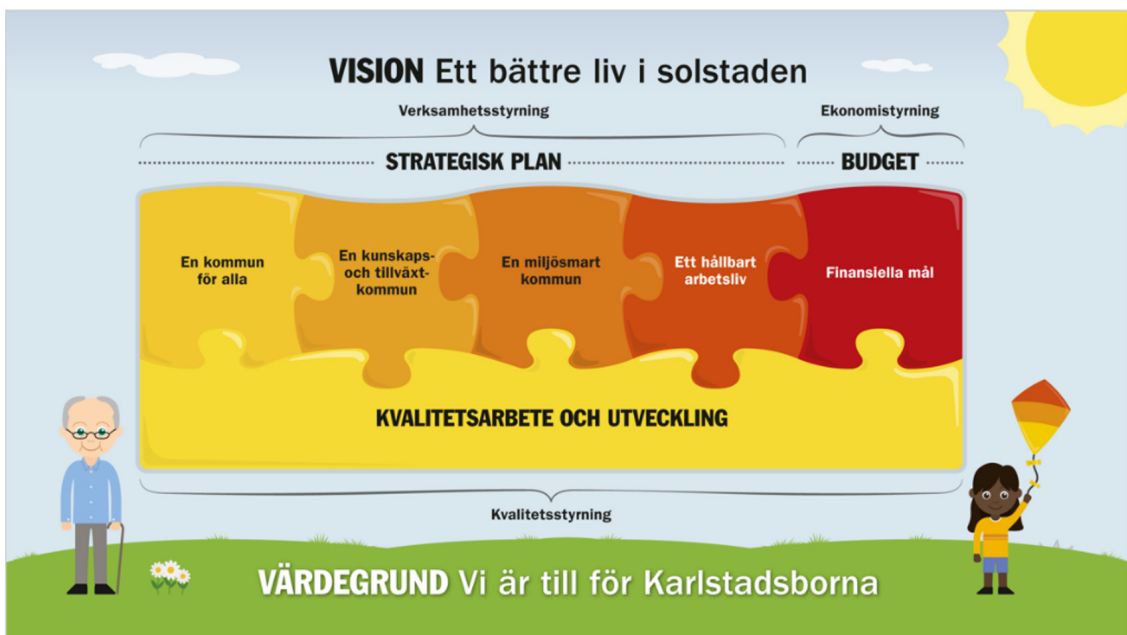 VISION Ett bättre liv i solstaden
Verksamhetsstyrning
Ekonomistyrning
STRATEGISK PLAN
BUDGET
En kommun
för alla
En kunskaps-
och tillväxt-
kommun
En miljösmart
kommun
Ett hållbart
arbetsliv
Finansiella mål
KVALITETSARBETE OCH UTVECKLING
Kvalitetsstyrning
VÄRDEGRUND Vi är till för Karlstadsborna